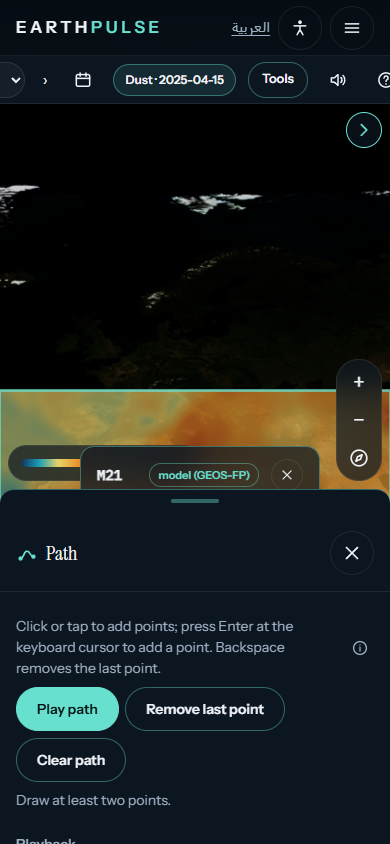 EARTHPULSE
العربية
Dust·2025-04-15
Tools
M21
model (GEOS-FP)
Path
Click or tap to add points; press Enter at the
keyboard cursor to add a point. Backspace
removes the last point.
Play path
Remove last point
Clear path
Draw at least two points.
Playback